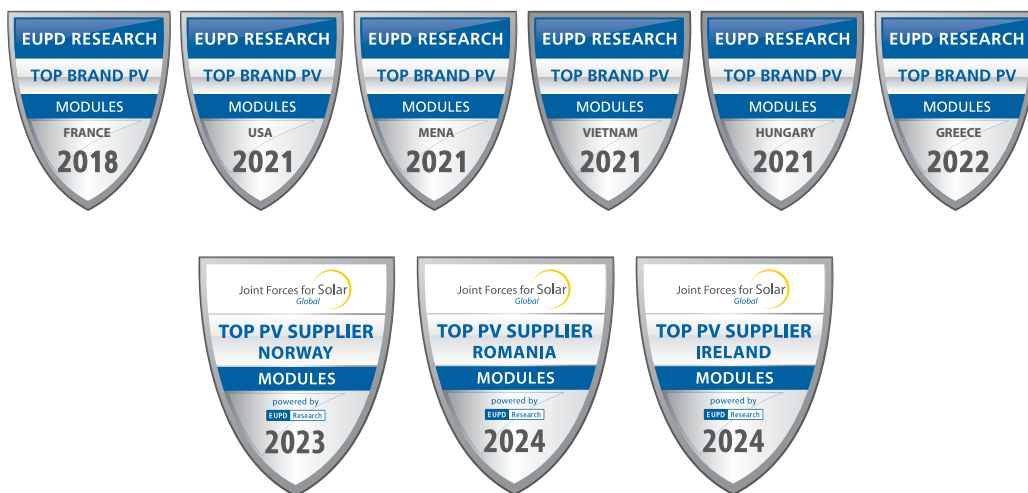 EUPD RESEARCH
TOP BRAND PV
MODULES
FRANCE
2018
EUPD RESEARCH
TOP BRAND PV
MODULES
USA
2021
EUPD RESEARCH
TOP BRAND PV
MODULES
MENA
2021
EUPD RESEARCH
TOP BRAND PV
MODULES
VIETNAM
2021
EUPD RESEARCH
TOP BRAND PV
MODULES
HUNGARY
2021
EUPD RESEARCH
TOP BRAND PV
MODULES
GREECE
2022
Joint Forces for Solar
Global
TOP PV SUPPLIER
NORWAY
MODULES
powered by
EUPD Research
2023
Joint Forces for Solar
Global
TOP PV SUPPLIER
ROMANIA
MODULES
powered by
EUPD Research
2024
Joint Forces for Solar
Global
TOP PV SUPPLIER
IRELAND
MODULES
powered by
EUPD Research
2024